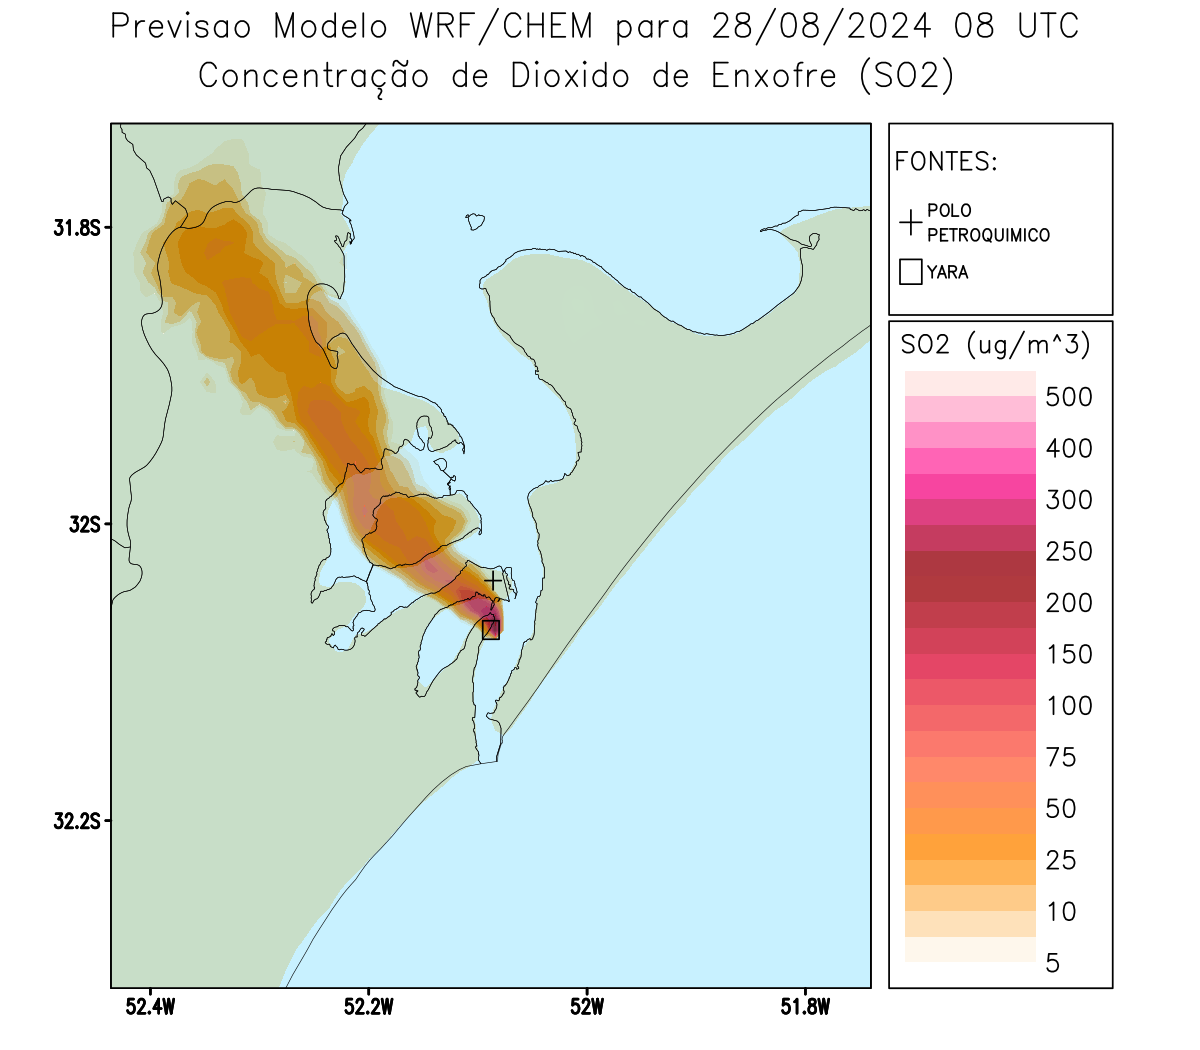 Previsao Modelo WRF/CHEM para 28/08/2024 08 UTC
Concentração de Dioxido de Enxofre (SO2)
FONTES:
POLO
PETROQUIMICO
YARA
SO2 (ug/m^3)
500
400
300
250
200
150
100
75
50
25
10
5
31.8S
32S
32.2S
52.4W
52.2W
52W
51.8W